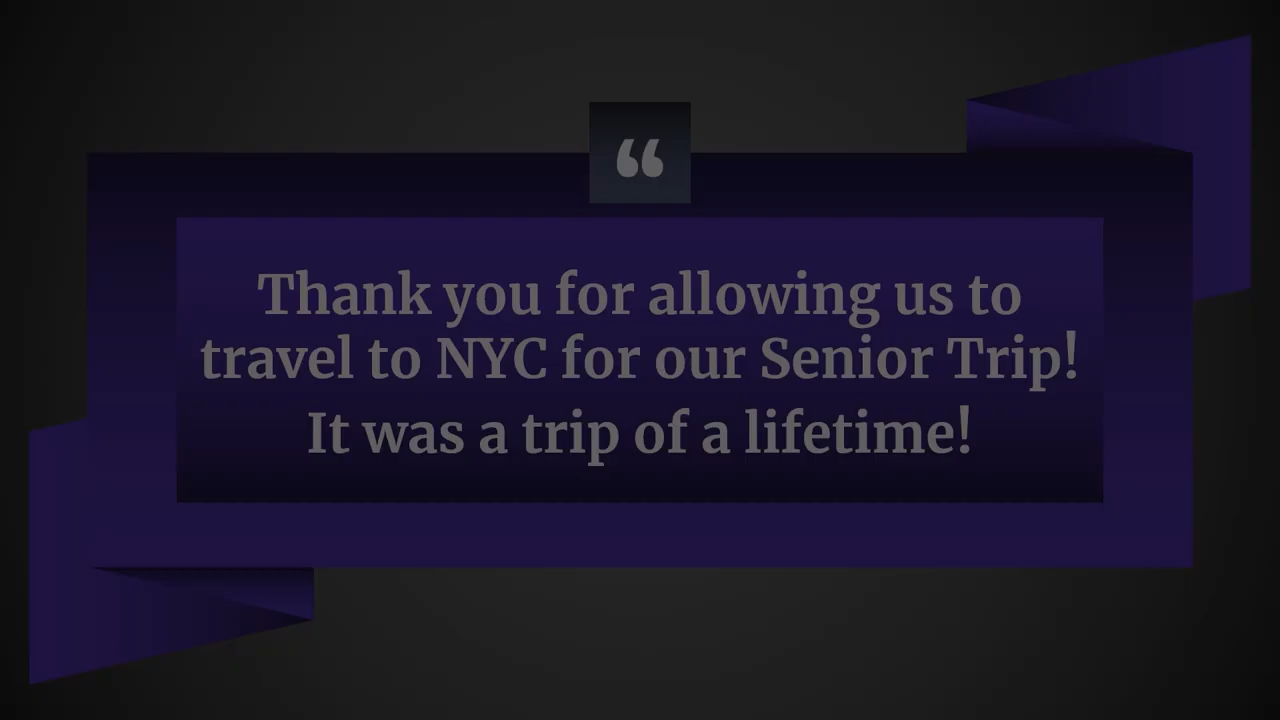 “
Thank you for allowing us to
travel to NYC for our Senior Trip!
It was a trip of a lifetime!